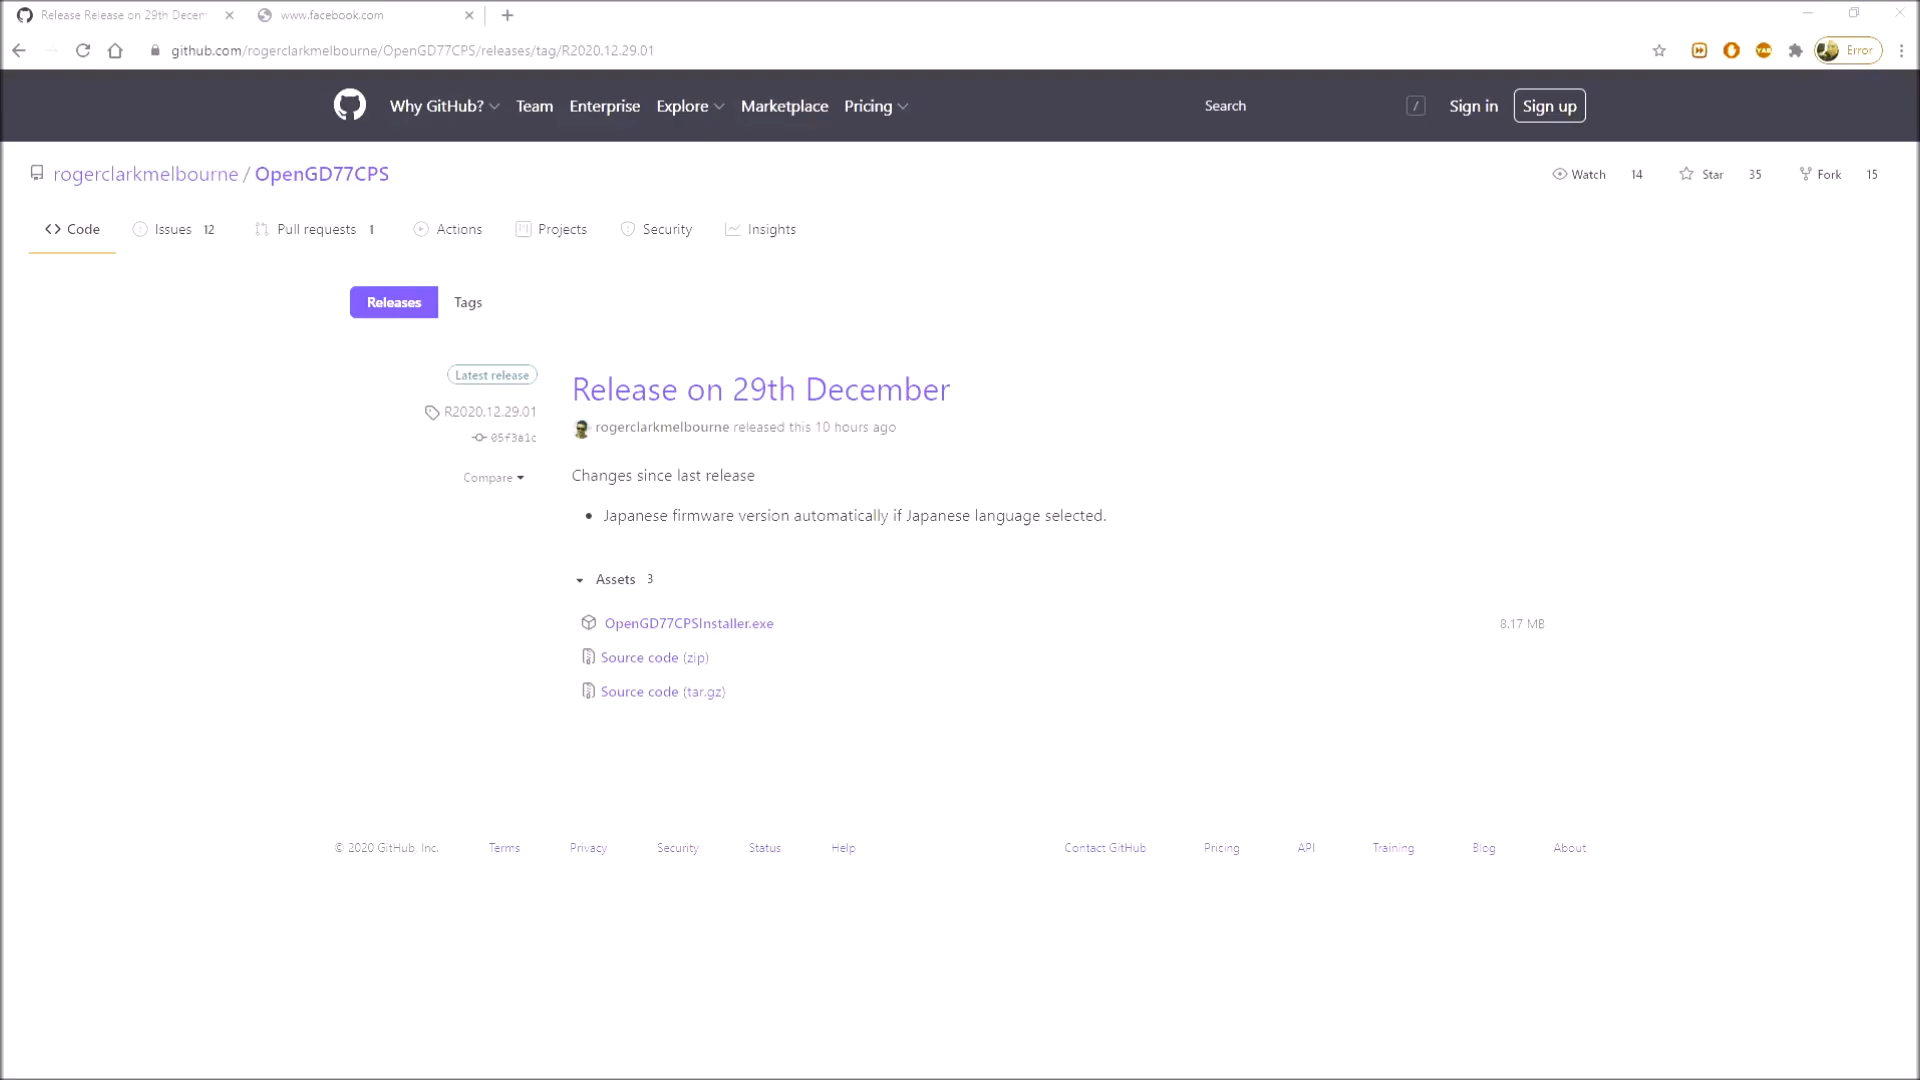 Release Release on 29th Decem
www.facebook.com
github.com/rogerclarkmelbourne/OpenGD77CPS/releases/tag/R2020.12.29.01
Error
Why GitHub? Team Enterprise Explore Marketplace Pricing
Search / Sign in Sign up
rogerclarkmelbourne / OpenGD77CPS
Watch 14 Star 35 Fork 15
Code Issues 12 Pull requests 1 Actions Projects Security Insights
Releases Tags
Latest release
R2020.12.29.01
05f3a1c
Compare
Release on 29th December
rogerclarkmelbourne released this 10 hours ago
Changes since last release
• Japanese firmware version automatically if Japanese language selected.
Assets 3
OpenGD77CPSInstaller.exe 8.17 MB
Source code (zip)
Source code (tar.gz)
© 2020 GitHub, Inc. Terms Privacy Security Status Help Contact GitHub Pricing API Training Blog About